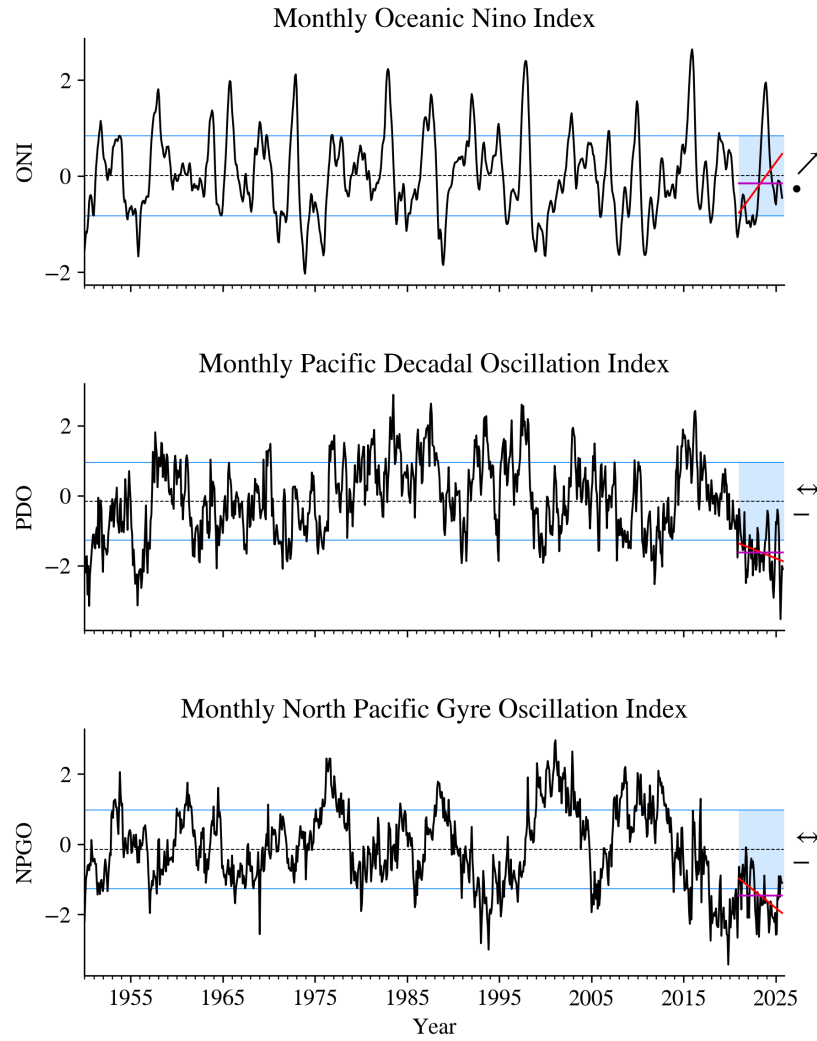 Monthly Oceanic Nino Index
2
0
−2
ONI
Monthly Pacific Decadal Oscillation Index
2
0
−2
PDO
Monthly North Pacific Gyre Oscillation Index
2
0
−2
NPGO
1955 1965 1975 1985 1995 2005 2015 2025
Year